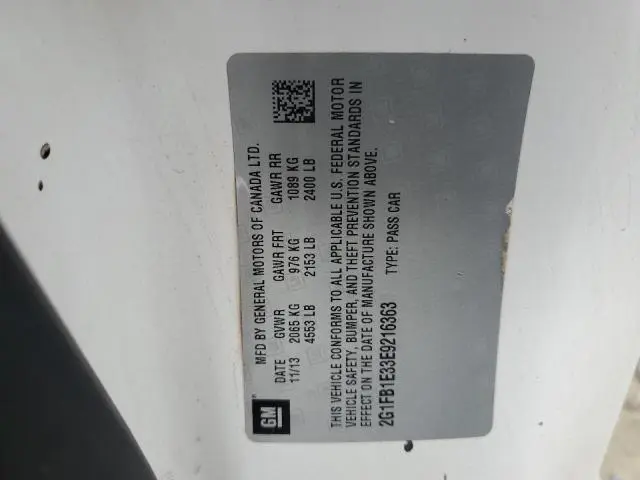 GM
MFD BY GENERAL MOTORS OF CANADA LTD.
DATE GVWR GAWR FRT GAWR RR
11/13 2065 KG 976 KG 1089 KG
4553 LB 2153 LB 2400 LB
THIS VEHICLE CONFORMS TO ALL APPLICABLE U.S. FEDERAL MOTOR
VEHICLE SAFETY, BUMPER, AND THEFT PREVENTION STANDARDS IN
EFFECT ON THE DATE OF MANUFACTURE SHOWN ABOVE.
2G1FB1E33E9216363 TYPE: PASS CAR